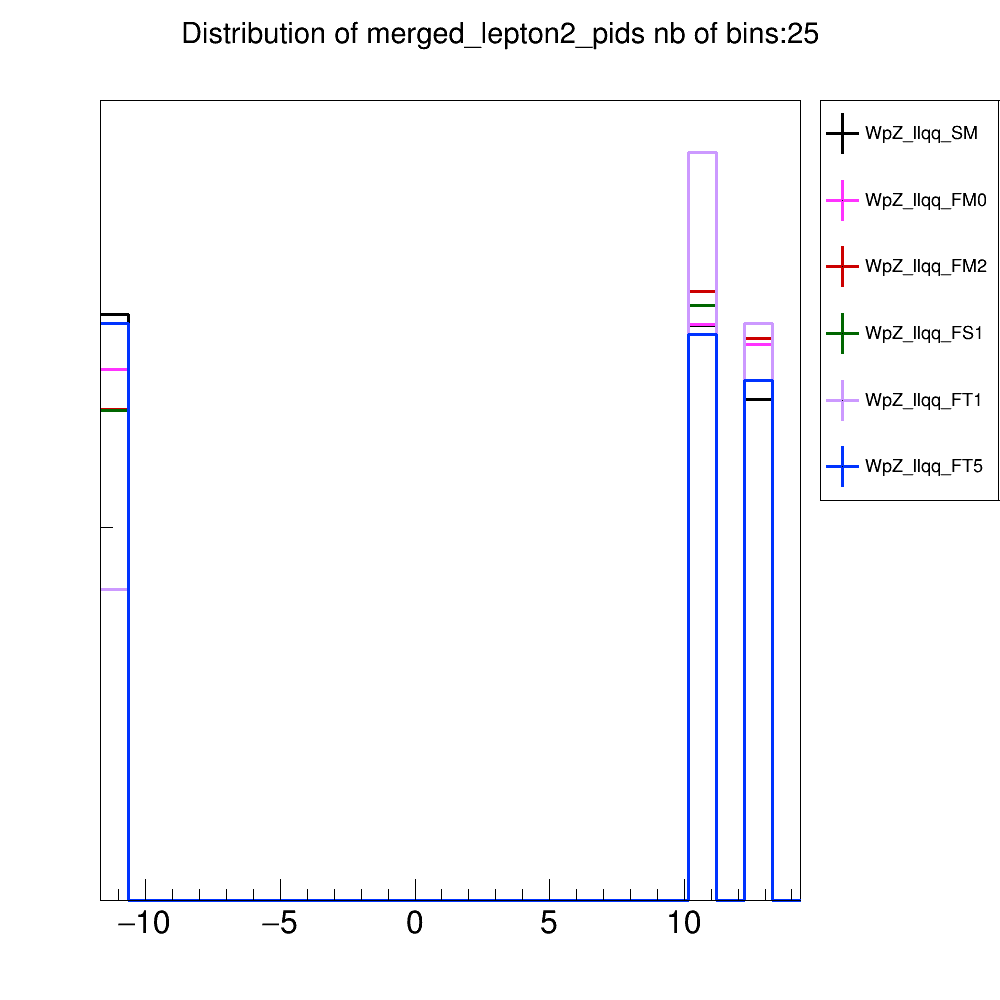 Distribution of merged_lepton2_pids nb of bins:25
WpZ_llqq_SM
WpZ_llqq_FM0
WpZ_llqq_FM2
WpZ_llqq_FS1
WpZ_llqq_FT1
WpZ_llqq_FT5
−10 −5 0 5 10